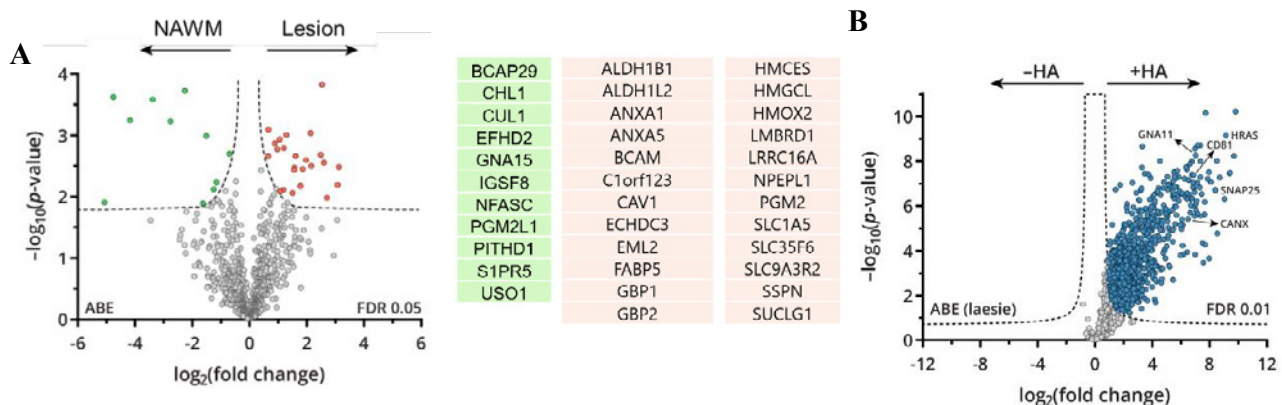 A
NAWM Lesion
−log10(p-value)
4
3
2
1
0
ABE FDR 0.05
-6 -4 -2 0 2 4 6
log2(fold change)
BCAP29
CHL1
CUL1
EFHD2
GNA15
IGSF8
NFASC
PGM2L1
PITHD1
S1PR5
USO1
ALDH1B1
ALDH1L2
ANXA1
ANXA5
BCAM
C1orf123
CAV1
ECHDC3
EML2
FABP5
GBP1
GBP2
HMCES
HMGCL
HMOX2
LMBRD1
LRRC16A
NPEPL1
PGM2
SLC1A5
SLC35F6
SLC9A3R2
SSPN
SUCLG1
B
−HA +HA
−log10(p-value)
10
8
6
4
2
0
GNA11
HRAS
CD81
SNAP25
CANX
ABE (laesie) FDR 0.01
-12 -8 -4 0 4 8 12
log2(fold change)